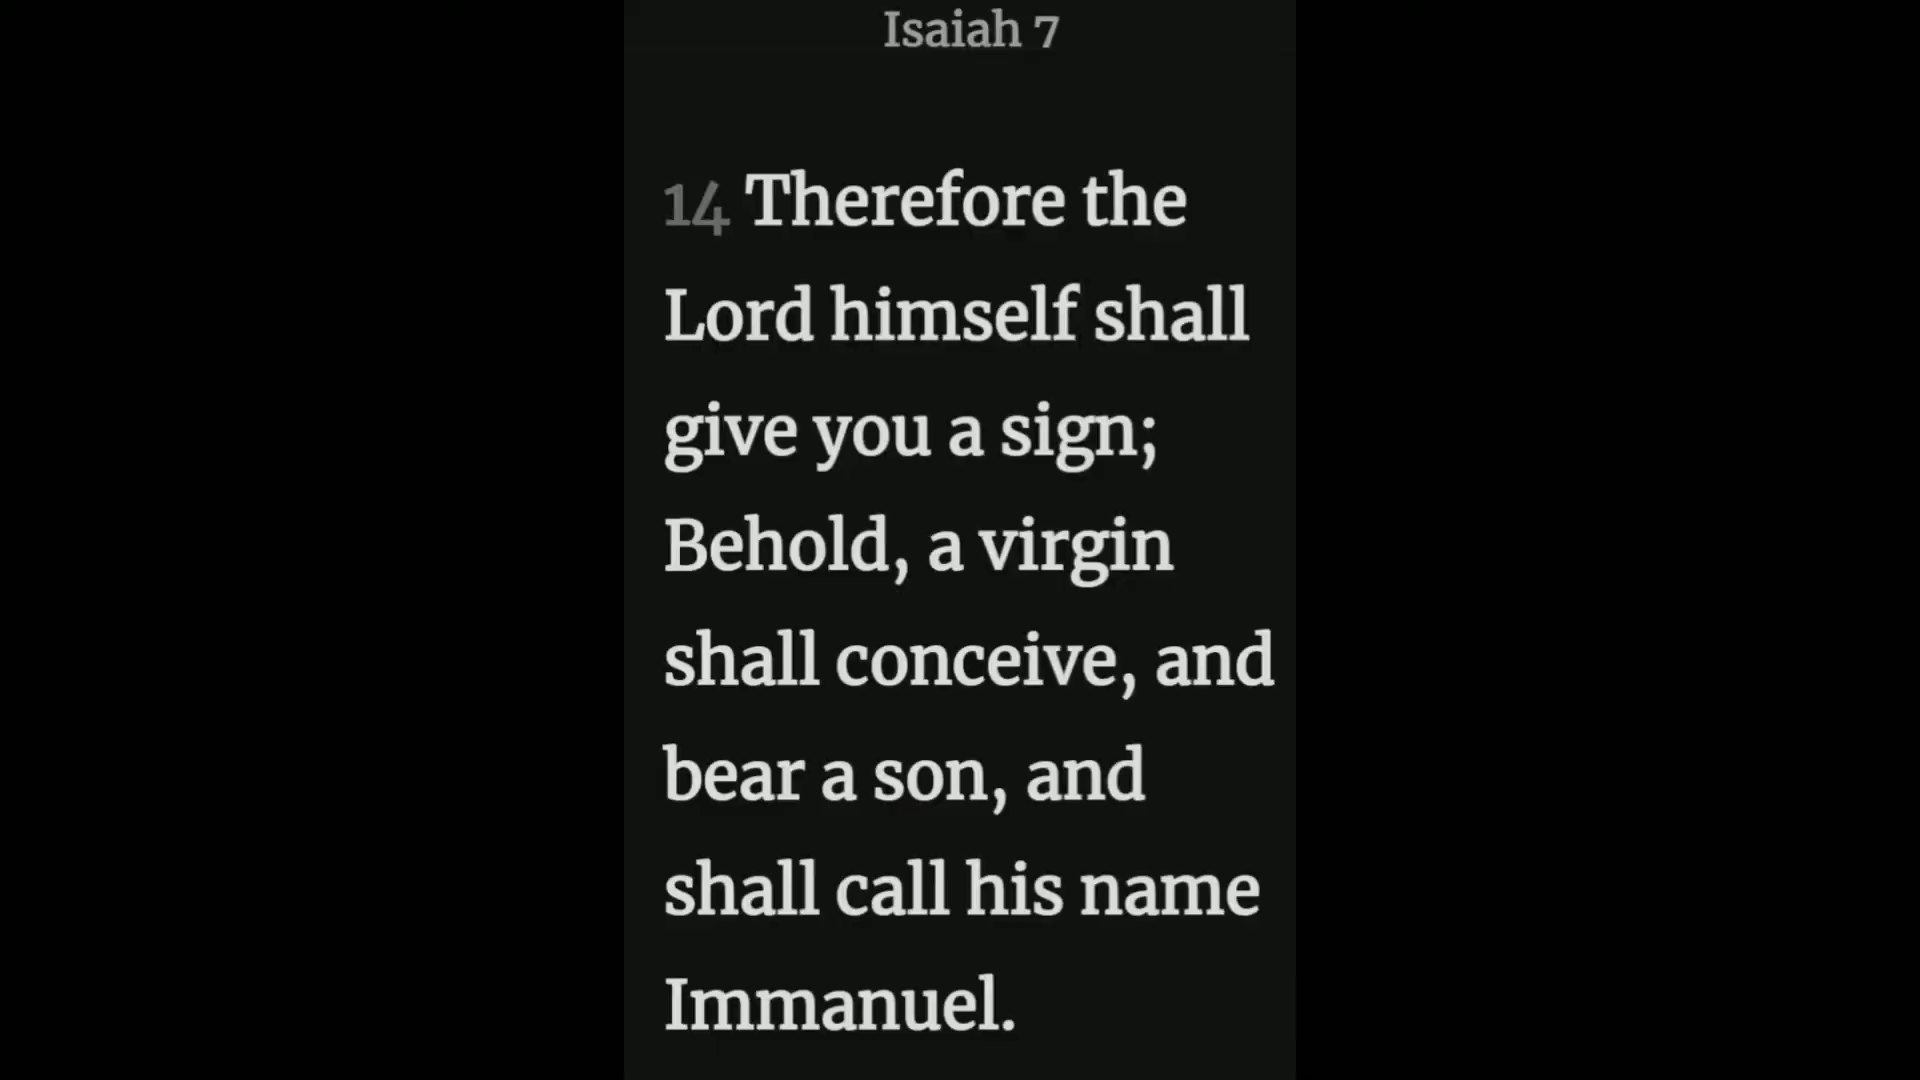 Isaiah 7
14 Therefore the
Lord himself shall
give you a sign;
Behold, a virgin
shall conceive, and
bear a son, and
shall call his name
Immanuel.